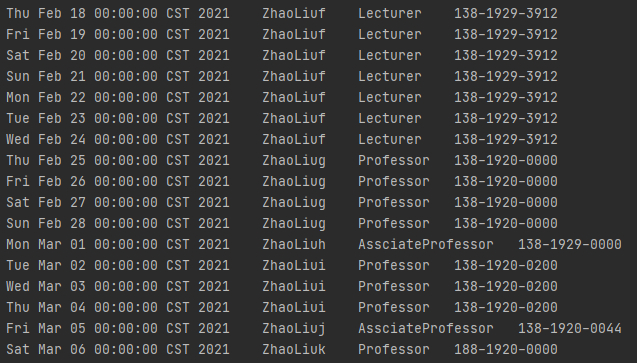 Thu Feb 18 00:00:00 CST 2021    ZhaoLiuf    Lecturer    138-1929-3912
Fri Feb 19 00:00:00 CST 2021    ZhaoLiuf    Lecturer    138-1929-3912
Sat Feb 20 00:00:00 CST 2021    ZhaoLiuf    Lecturer    138-1929-3912
Sun Feb 21 00:00:00 CST 2021    ZhaoLiuf    Lecturer    138-1929-3912
Mon Feb 22 00:00:00 CST 2021    ZhaoLiuf    Lecturer    138-1929-3912
Tue Feb 23 00:00:00 CST 2021    ZhaoLiuf    Lecturer    138-1929-3912
Wed Feb 24 00:00:00 CST 2021    ZhaoLiuf    Lecturer    138-1929-3912
Thu Feb 25 00:00:00 CST 2021    ZhaoLiug    Professor   138-1920-0000
Fri Feb 26 00:00:00 CST 2021    ZhaoLiug    Professor   138-1920-0000
Sat Feb 27 00:00:00 CST 2021    ZhaoLiug    Professor   138-1920-0000
Sun Feb 28 00:00:00 CST 2021    ZhaoLiug    Professor   138-1920-0000
Mon Mar 01 00:00:00 CST 2021    ZhaoLiuh    AssciateProfessor   138-1929-0000
Tue Mar 02 00:00:00 CST 2021    ZhaoLiui    Professor   138-1920-0200
Wed Mar 03 00:00:00 CST 2021    ZhaoLiui    Professor   138-1920-0200
Thu Mar 04 00:00:00 CST 2021    ZhaoLiui    Professor   138-1920-0200
Fri Mar 05 00:00:00 CST 2021    ZhaoLiuj    AssciateProfessor   138-1920-0044
Sat Mar 06 00:00:00 CST 2021    ZhaoLiuk    Professor   188-1920-0000